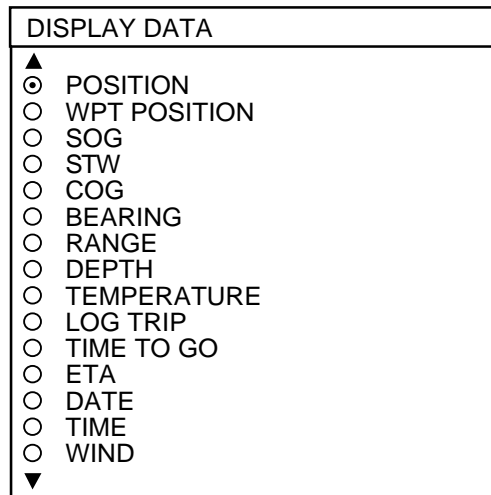 DISPLAY DATA
POSITION
WPT POSITION
SOG
STW
COG
BEARING
RANGE
DEPTH
TEMPERATURE
LOG TRIP
TIME TO GO
ETA
DATE
TIME
WIND